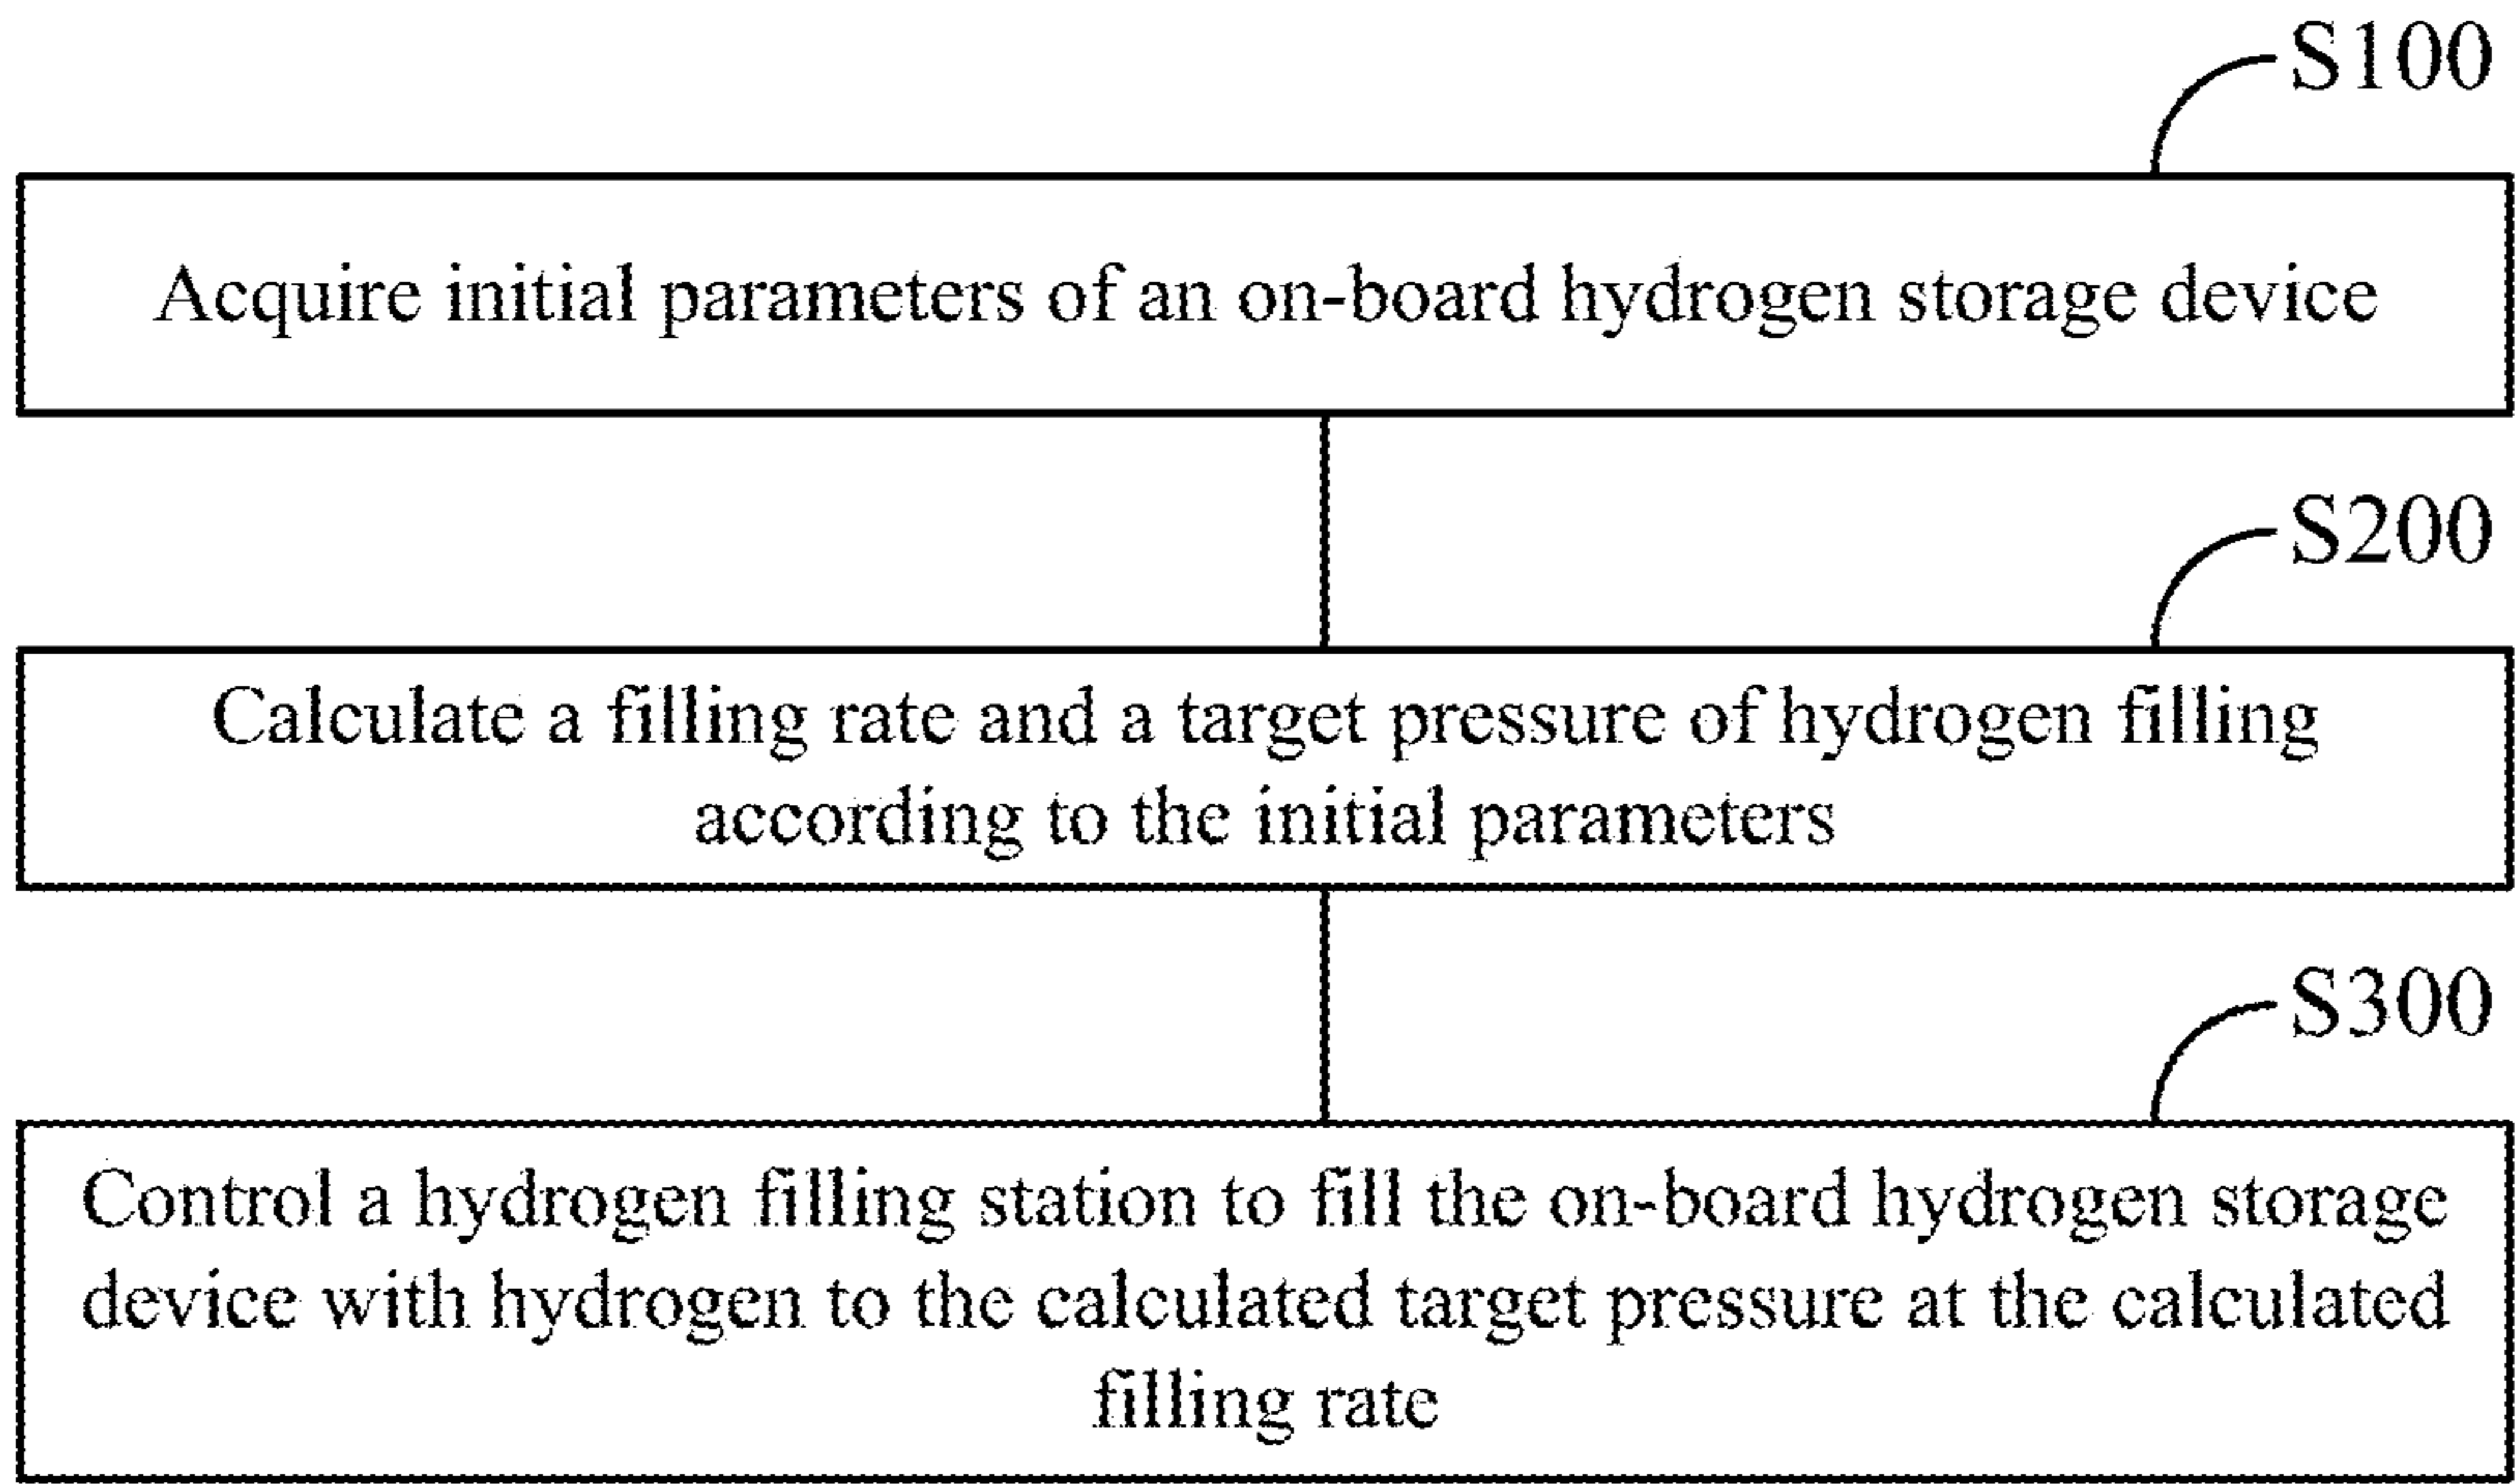 S100
Acquire initial parameters of an on-board hydrogen storage device
S200
Calculate a filling rate and a target pressure of hydrogen filling
according to the initial parameters
S300
Control a hydrogen filling station to fill the on-board hydrogen storage
device with hydrogen to the calculated target pressure at the calculated
filling rate